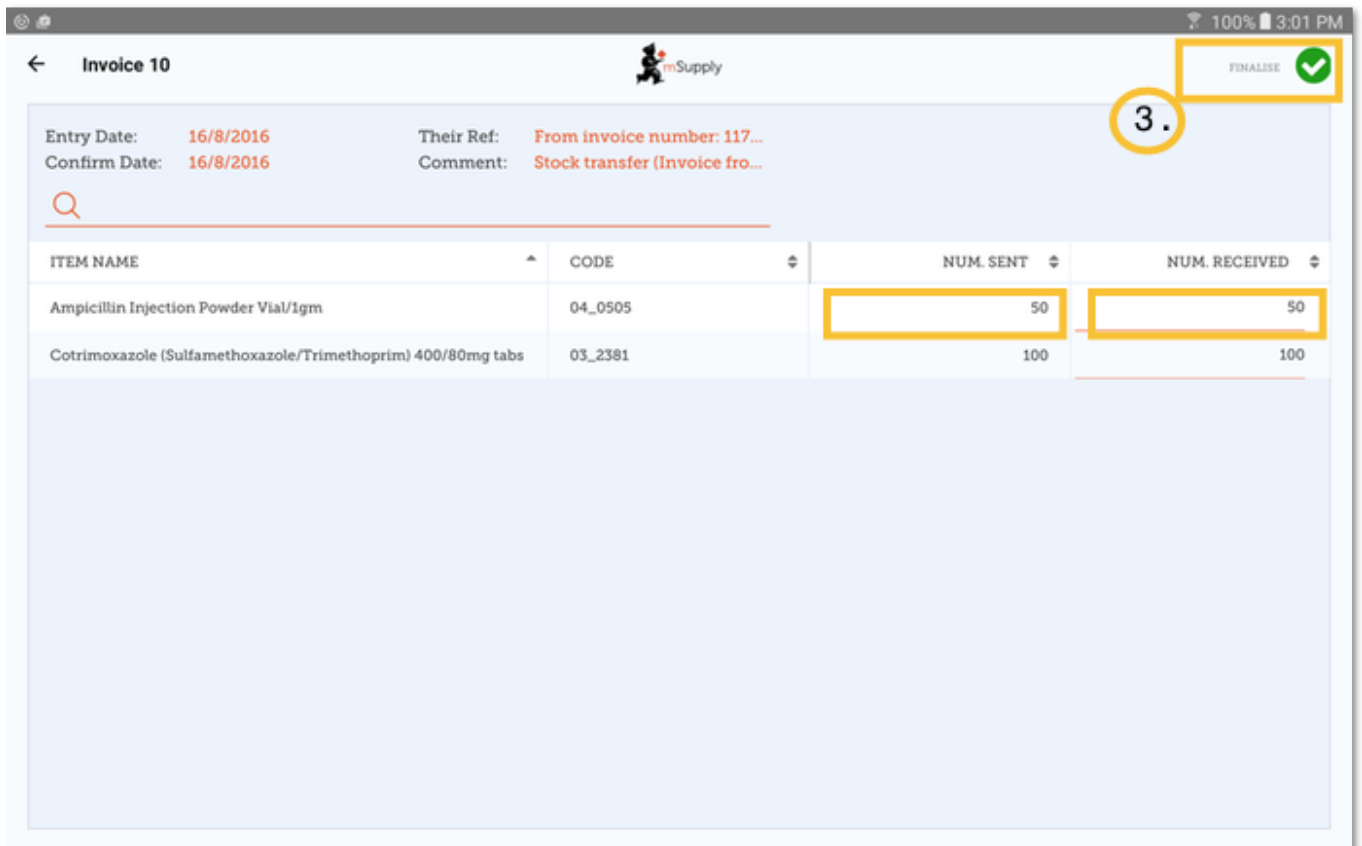 100% 3:01 PM
Invoice 10
mSupply
FINALISE
3.
Entry Date: 16/8/2016 Their Ref: From invoice number: 117...
Confirm Date: 16/8/2016 Comment: Stock transfer (Invoice fro...
ITEM NAME CODE NUM. SENT NUM. RECEIVED
Ampicillin Injection Powder Vial/1gm 04_0505 50 50
Cotrimoxazole (Sulfamethoxazole/Trimethoprim) 400/80mg tabs 03_2381 100 100